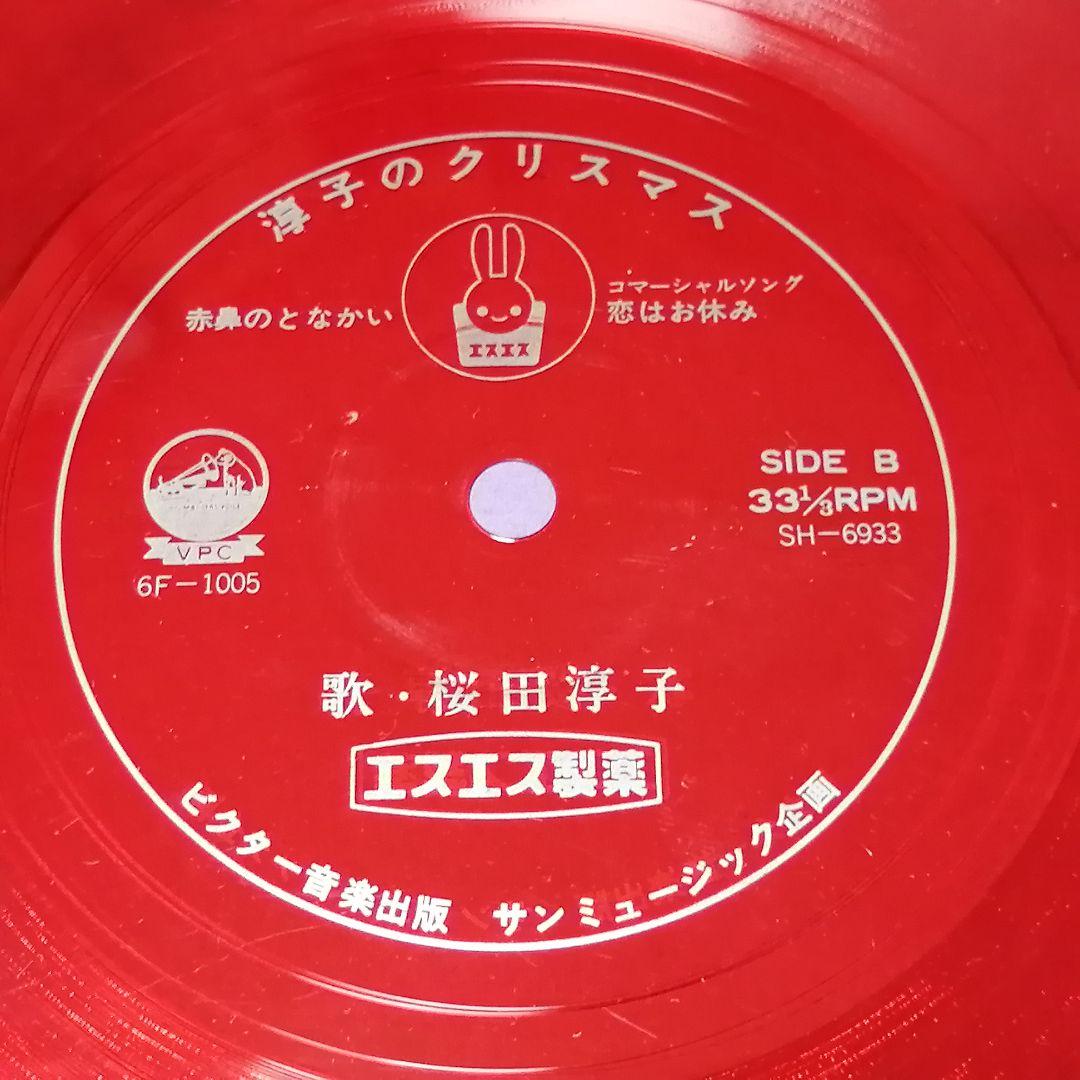 淳子のクリスマス
赤鼻のとなかい
エスエス
コマーシャルソング
恋はお休み
VPC
6F-1005
SIDE B
33⅓RPM
SH-6933
歌・桜田淳子
エスエス製薬
ビクター音楽出版 サンミュージック企画